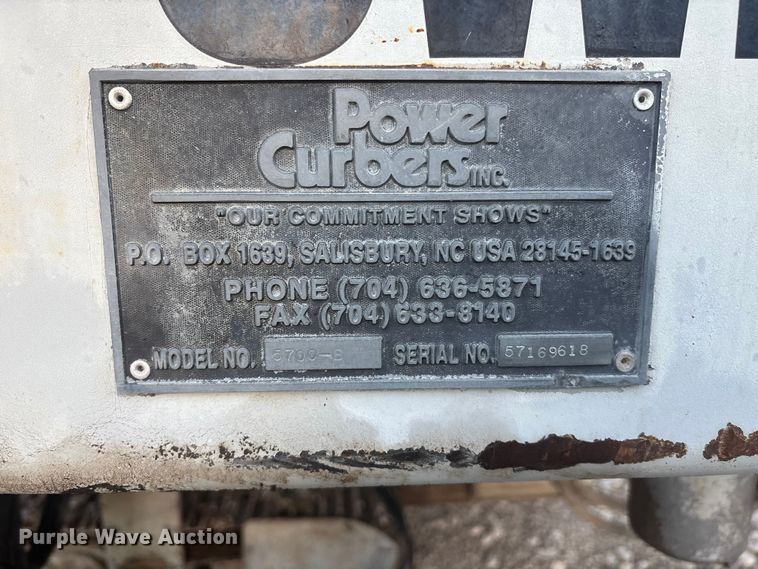 Power
Curbers INC.
"OUR COMMITMENT SHOWS"
P.O. BOX 1639, SALISBURY, NC USA 28145-1639
PHONE (704) 636-5871
FAX (704) 633-8140
MODEL NO. 5700-B SERIAL NO. 57169618
Purple Wave Auction